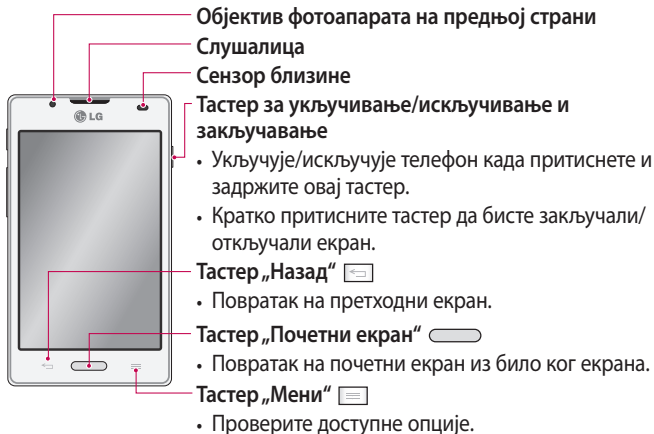 Објектив фотоапарата на предњој страни
Слушалица
Сензор близине
Тастер за укључивање/искључивање и
закључавање
• Укључује/искључује телефон када притиснете и
задржите овај тастер.
• Кратко притисните тастер да бисте закључали/
откључали екран.
Тастер „Назад“
• Повратак на претходни екран.
Тастер „Почетни екран“
• Повратак на почетни екран из било ког екрана.
Тастер „Мени“
• Проверите доступне опције.
LG